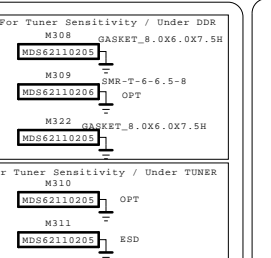 For Tuner Sensitivity / Under DDR
M308
GASKET_8.0X6.0X7.5H
MDS62110205
M309
SMR-T-6-6.5-8
MDS62110206
OPT
M322
GASKET_8.0X6.0X7.5H
MDS62110205
r Tuner Sensitivity / Under TUNER
M310
MDS62110205
OPT
M311
MDS62110205
ESD